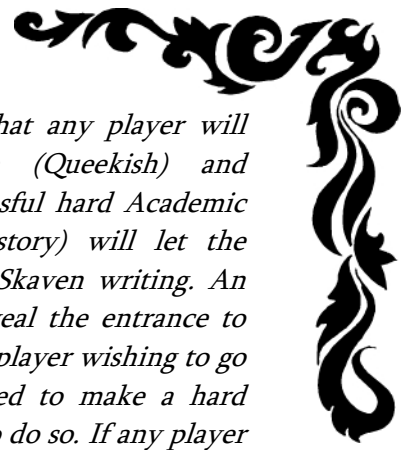 hat any player will
(Queekish) and
sful hard Academic
story) will let the
Skaven writing. An
veal the entrance to
player wishing to go
ed to make a hard
o do so. If any player